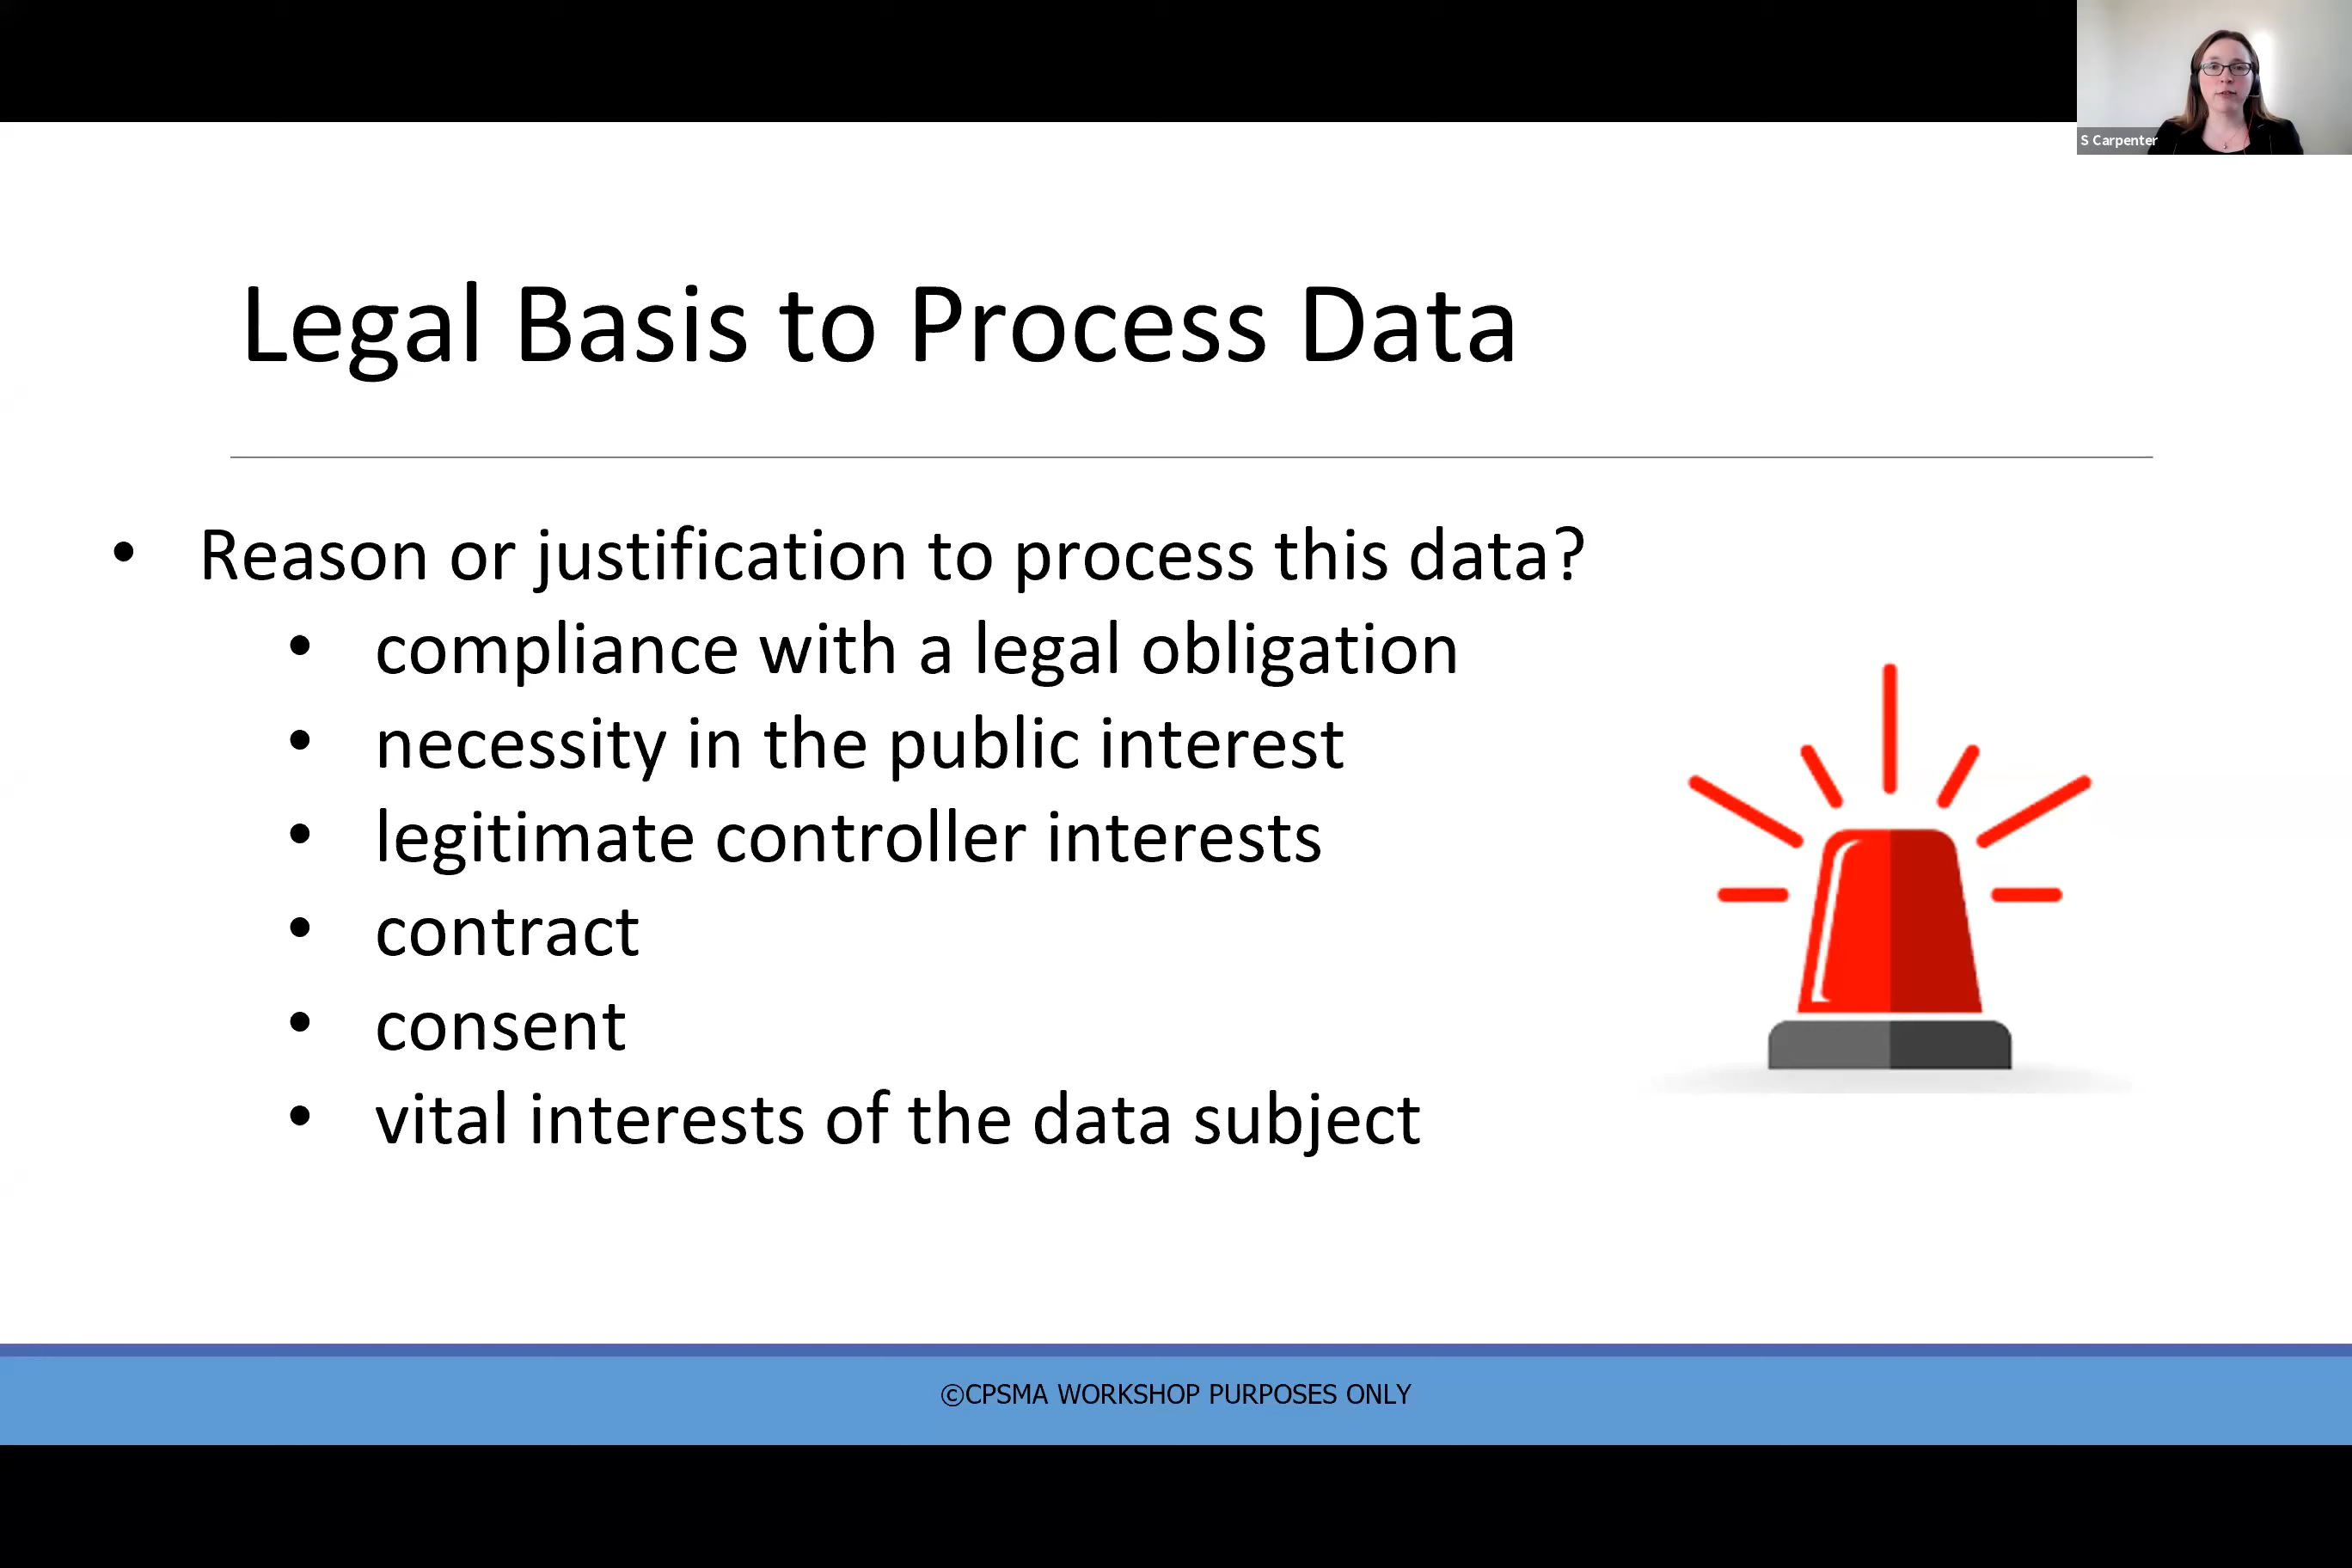 S Carpenter
Legal Basis to Process Data
• Reason or justification to process this data?
• compliance with a legal obligation
• necessity in the public interest
• legitimate controller interests
• contract
• consent
• vital interests of the data subject
©CPSMA WORKSHOP PURPOSES ONLY